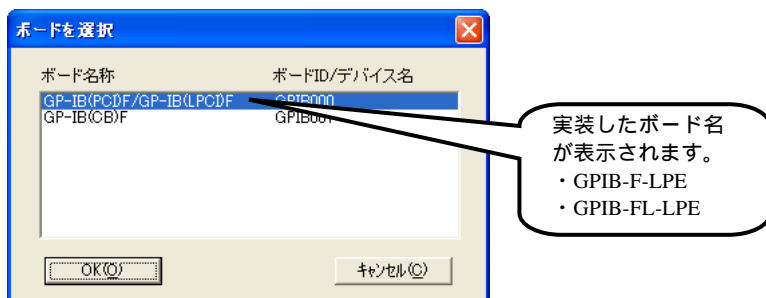 ボードを選択
ボード名称 ボードID/デバイス名
GP-IB(PCI)F/GP-IB(LPCI)F GPIB000
GP-IB(CB)F GPIB001
実装したボード名
が表示されます。
・GPIB-F-LPE
・GPIB-FL-LPE
OK(O) キャンセル(C)